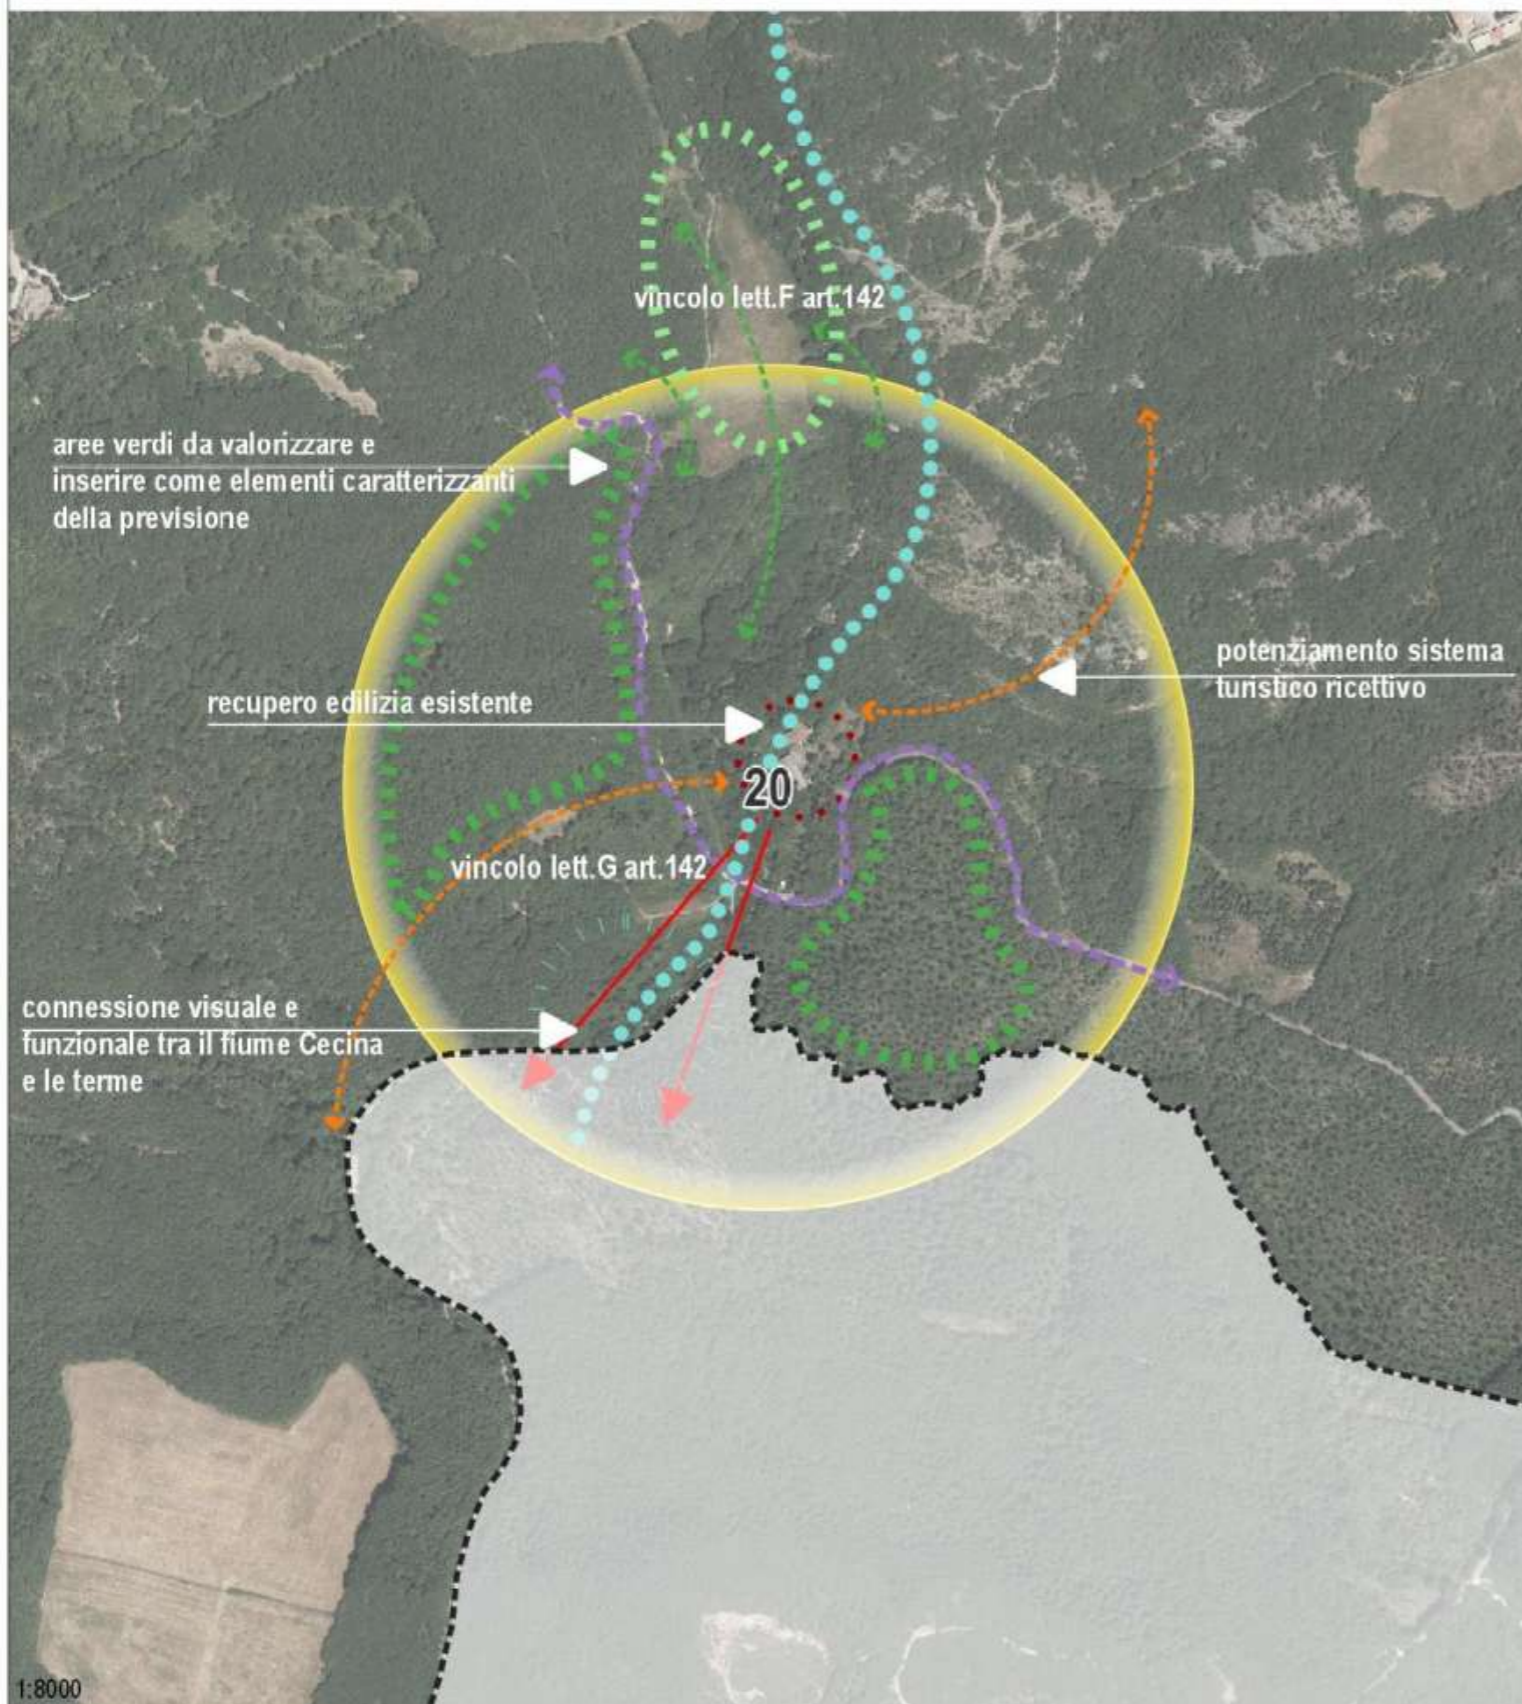 vincolo lett.F art.142
aree verdi da valorizzare e
inserire come elementi caratterizzanti
della previsione
potenziamento sistema
turistico ricettivo
recupero edilizia esistente
20
vincolo lett.G art.142
connessione visuale e
funzionale tra il fiume Cecina
e le terme
1:8000